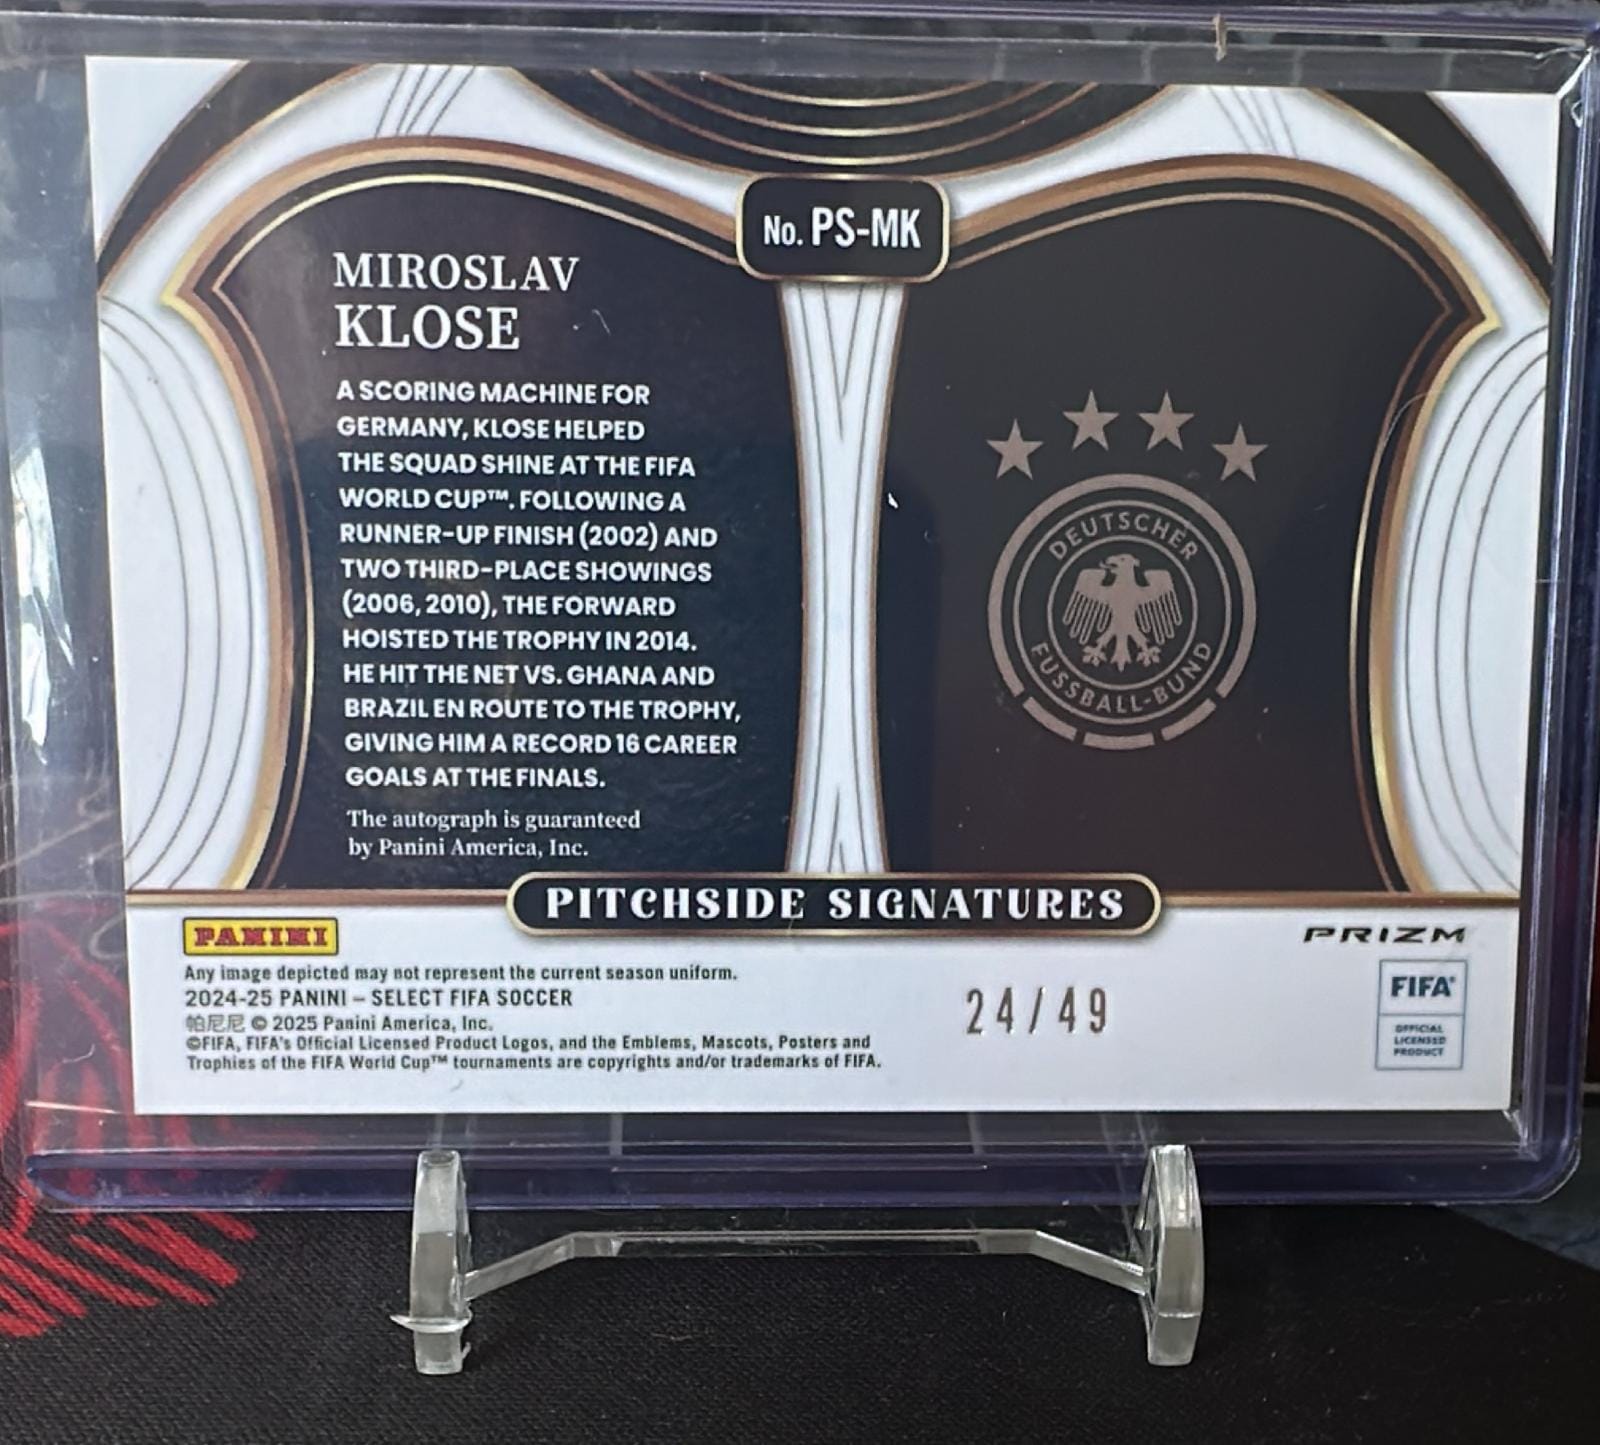 No. PS-MK
MIROSLAV
KLOSE
A SCORING MACHINE FOR
GERMANY, KLOSE HELPED
THE SQUAD SHINE AT THE FIFA
WORLD CUP™. FOLLOWING A
RUNNER-UP FINISH (2002) AND
TWO THIRD-PLACE SHOWINGS
(2006, 2010), THE FORWARD
HOISTED THE TROPHY IN 2014.
HE HIT THE NET VS. GHANA AND
BRAZIL EN ROUTE TO THE TROPHY,
GIVING HIM A RECORD 16 CAREER
GOALS AT THE FINALS.
The autograph is guaranteed
by Panini America, Inc.
DEUTSCHER
FUSSBALL-BUND
PITCHSIDE SIGNATURES
PANINI
Any image depicted may not represent the current season uniform.
2024-25 PANINI – SELECT FIFA SOCCER
帕尼尼 © 2025 Panini America, Inc.
©FIFA, FIFA's Official Licensed Product Logos, and the Emblems, Mascots, Posters and
Trophies of the FIFA World Cup™ tournaments are copyrights and/or trademarks of FIFA.
24/49
PRIZM
FIFA®
OFFICIAL
LICENSED
PRODUCT